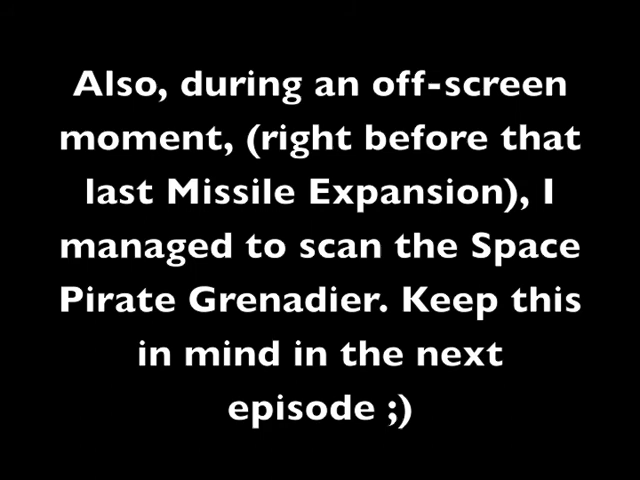 Also, during an off-screen
moment, (right before that
last Missile Expansion), I
managed to scan the Space
Pirate Grenadier. Keep this
in mind in the next
episode ;)